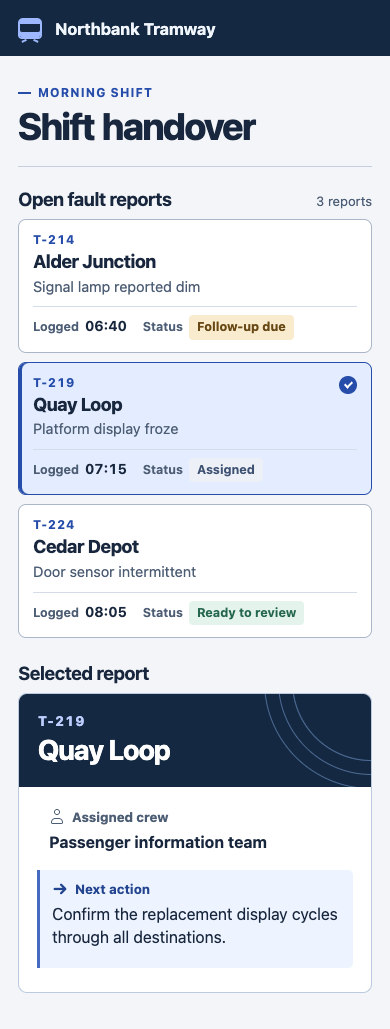 Northbank Tramway
MORNING SHIFT
Shift handover
Open fault reports 3 reports
T-214
Alder Junction
Signal lamp reported dim
Logged 06:40 Status Follow-up due
T-219
Quay Loop
Platform display froze
Logged 07:15 Status Assigned
T-224
Cedar Depot
Door sensor intermittent
Logged 08:05 Status Ready to review
Selected report
T-219
Quay Loop
Assigned crew
Passenger information team
Next action
Confirm the replacement display cycles
through all destinations.